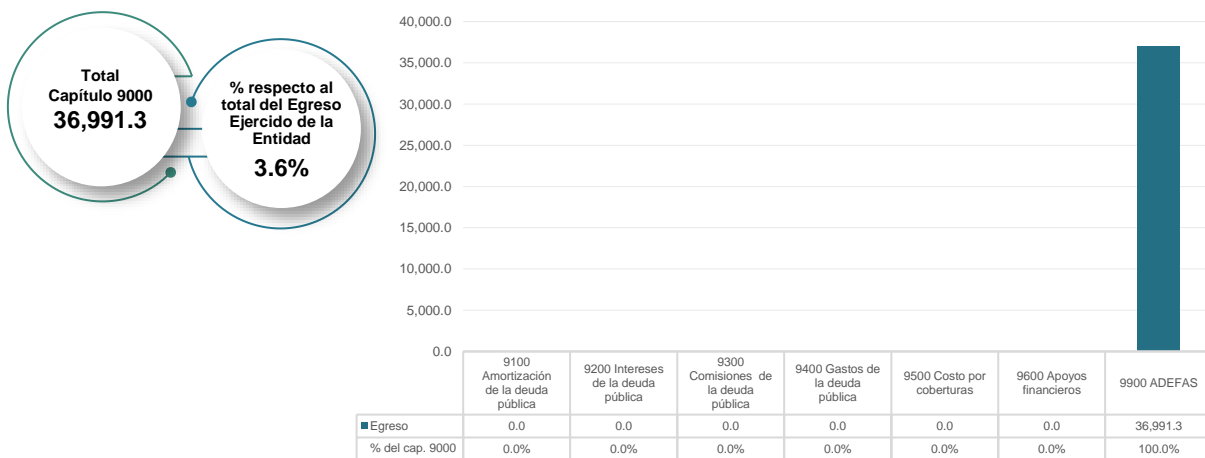 Total
Capítulo 9000
36,991.3
% respecto al
total del Egreso
Ejercido de la
Entidad
3.6%
40,000.0
35,000.0
30,000.0
25,000.0
20,000.0
15,000.0
10,000.0
5,000.0
0.0
9100
Amortización
de la deuda
pública
9200 Intereses
de la deuda
pública
9300
Comisiones de
la deuda
pública
9400 Gastos de
la deuda
pública
9500 Costo por
coberturas
9600 Apoyos
financieros
9900 ADEFAS
Egreso 0.0 0.0 0.0 0.0 0.0 0.0 36,991.3
% del cap. 9000 0.0% 0.0% 0.0% 0.0% 0.0% 0.0% 100.0%